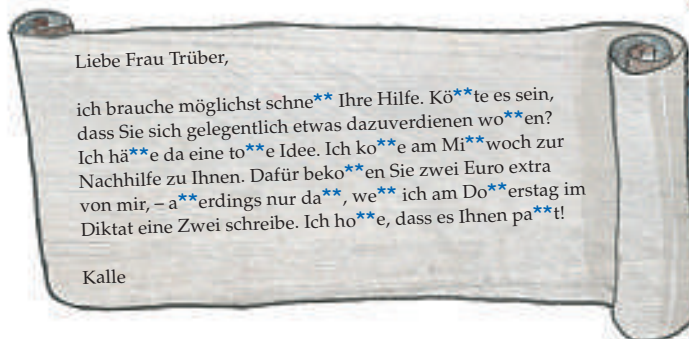 Liebe Frau Trüber,
ich brauche möglichst schne** Ihre Hilfe. Kö**te es sein,
dass Sie sich gelegentlich etwas dazuverdienen wo**en?
Ich hä**e da eine to**e Idee. Ich ko**e am Mi**woch zur
Nachhilfe zu Ihnen. Dafür beko**en Sie zwei Euro extra
von mir, – a**erdings nur da**, we** ich am Do**erstag im
Diktat eine Zwei schreibe. Ich ho**e, dass es Ihnen pa**t!
Kalle